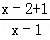 x − 2+1
x − 1